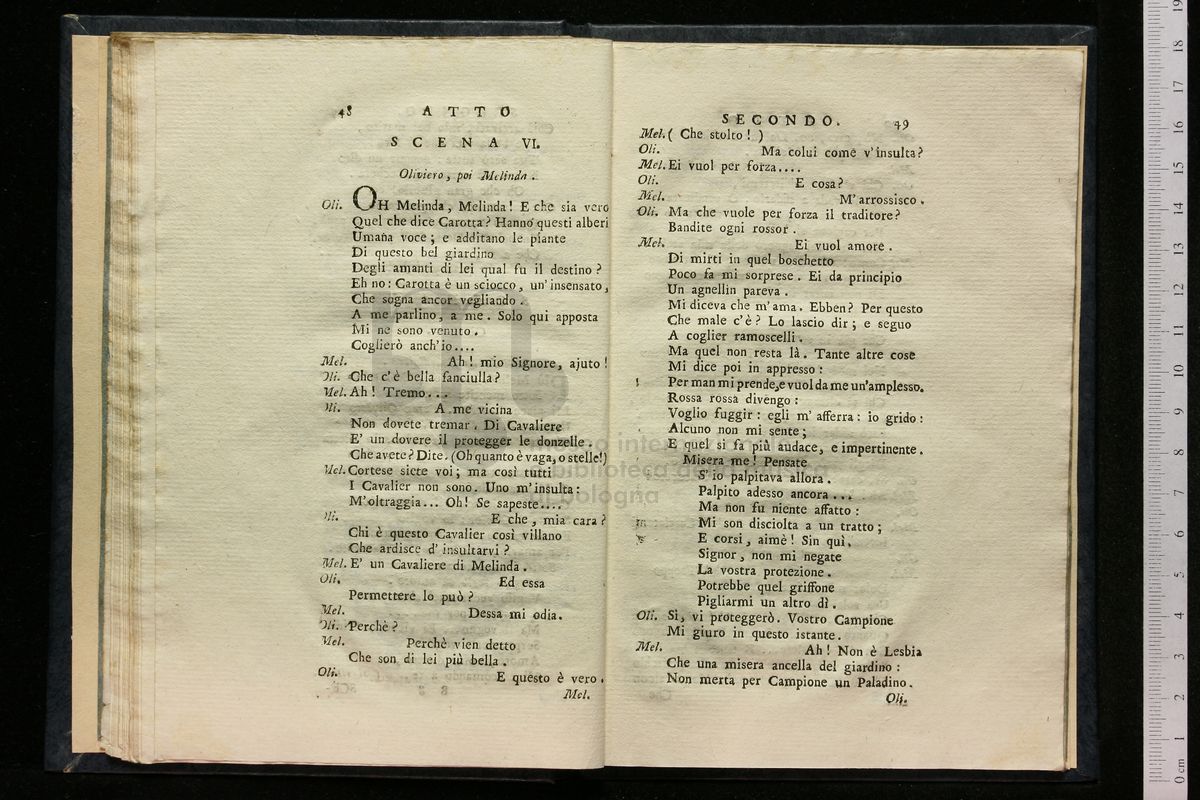 48 ATTO
SCENA VI.
Oliviero, poi Melinda.
Oli. OH Melinda, Melinda! E che sia vero
Quel che dice Carotta? Hanno questi alberi
Umana voce; e additano le piante
Di questo bel giardino
Degli amanti di lei qual fu il destino?
Eh no: Carotta è un sciocco, un' insensato,
Che sogna ancor vegliando.
A me parlino, a me. Solo qui apposta
Mi ne sono venuto.
Coglierò anch'io....
Mel. Ah! mio Signore, ajuto!
Oli. Che c'è bella fanciulla?
Mel. Ah! Tremo...
Oli. A me vicina
Non dovete tremar. Di Cavaliere
E' un dovere il protegger le donzelle.
Che avete? Dite. (Oh quanto è vaga, o stelle!)
Mel. Cortese siete voi; ma così tutti
I Cavalier non sono. Uno m'insulta:
M'oltraggia... Oh! Se sapeste....
Oli. E che, mia cara?
Chi è questo Cavalier così villano
Che ardisce d' insultarvi?
Mel. E' un Cavaliere di Melinda.
Oli. Ed essa
Permettere lo può?
Mel. Dessa mi odia.
Oli. Perchè?
Mel. Perchè vien detto
Che son di lei più bella.
Oli. E questo è vero.
Mel.
SECONDO. 49
Mel. ( Che stolto! )
Oli. Ma colui come v'insulta?
Mel. Ei vuol per forza....
Oli. E cosa?
Mel. M' arrossisco.
Oli. Ma che vuole per forza il traditore?
Bandite ogni rossor.
Mel. Ei vuol amore.
Di mirti in quel boschetto
Poco fa mi sorprese. Ei da principio
Un agnellin pareva.
Mi diceva che m'ama. Ebben? Per questo
Che male c'è? Lo lascio dir; e seguo
A coglier ramoscelli.
Ma quel non resta là. Tante altre cose
Mi dice poi in appresso:
Per man mi prende, e vuol da me un'amplesso.
Rossa rossa divengo:
Voglio fuggir: egli m' afferra: io grido:
Alcuno non mi sente;
E quel si fa più audace, e impertinente.
Misera me! Pensate
S' io palpitava allora.
Palpito adesso ancora...
Ma non fu niente affatto:
Mi son disciolta a un tratto;
E corsi, aimè! Sin quì.
Signor, non mi negate
La vostra protezione.
Potrebbe quel griffone
Pigliarmi un altro dì.
Oli. Sì, vi proteggerò. Vostro Campione
Mi giuro in questo istante.
Mel. Ah! Non è Lesbia
Che una misera ancella del giardino:
Non merta per Campione un Paladino.
Oli.